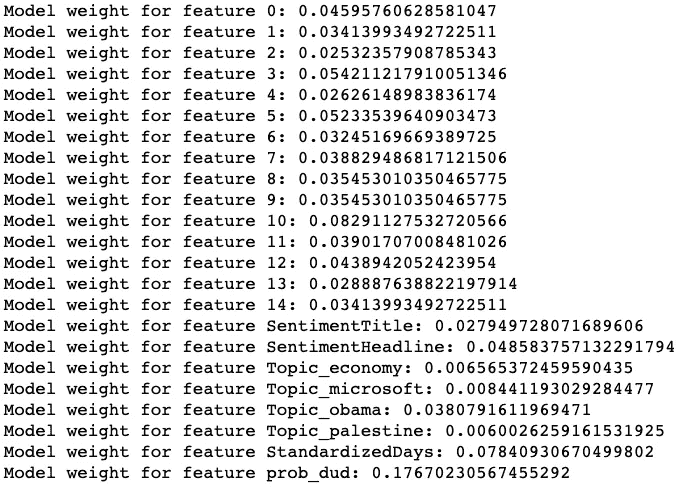 Model weight for feature 0: 0.04595760628581047
Model weight for feature 1: 0.03413993492722511
Model weight for feature 2: 0.02532357908785343
Model weight for feature 3: 0.054211217910051346
Model weight for feature 4: 0.02626148983836174
Model weight for feature 5: 0.05233539640903473
Model weight for feature 6: 0.03245169669389725
Model weight for feature 7: 0.038829486817121506
Model weight for feature 8: 0.035453010350465775
Model weight for feature 9: 0.035453010350465775
Model weight for feature 10: 0.08291127532720566
Model weight for feature 11: 0.03901707008481026
Model weight for feature 12: 0.0438942052423954
Model weight for feature 13: 0.028887638822197914
Model weight for feature 14: 0.03413993492722511
Model weight for feature SentimentTitle: 0.027949728071689606
Model weight for feature SentimentHeadline: 0.048583757132291794
Model weight for feature Topic_economy: 0.006565372459590435
Model weight for feature Topic_microsoft: 0.008441193029284477
Model weight for feature Topic_obama: 0.0380791611969471
Model weight for feature Topic_palestine: 0.0060026259161531925
Model weight for feature StandardizedDays: 0.07840930670499802
Model weight for feature prob_dud: 0.17670230567455292